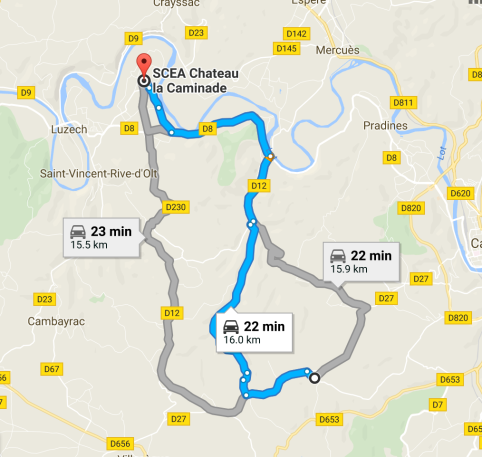 Crayssac
Espère
D9
D23
D142
D145
Mercuès
SCEA Chateau
la Caminade
D9
D811
Luzech
D8
D8
Pradines
D8
Lot
Saint-Vincent-Rive-d'Olt
D12
D620
D230
D820
23 min
15.5 km
22 min
15.9 km
D27
D23
D27
D12
Cambayrac
22 min
16.0 km
D820
D67
D653
D7
D27
D653
D656